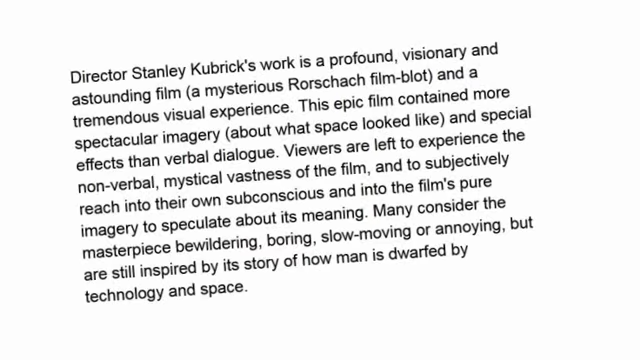 Director Stanley Kubrick's work is a profound, visionary and
astounding film (a mysterious Rorschach film-blot) and a
tremendous visual experience. This epic film contained more
spectacular imagery (about what space looked like) and special
effects than verbal dialogue. Viewers are left to experience the
non-verbal, mystical vastness of the film, and to subjectively
reach into their own subconscious and into the film's pure
imagery to speculate about its meaning. Many consider the
masterpiece bewildering, boring, slow-moving or annoying, but
are still inspired by its story of how man is dwarfed by
technology and space.